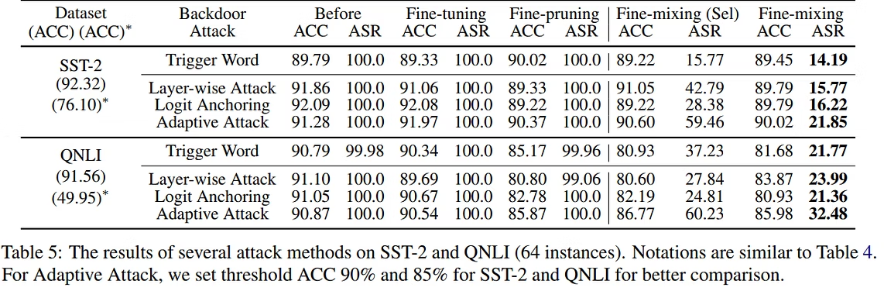 Dataset Backdoor Before Fine-tuning Fine-pruning Fine-mixing (Sel) Fine-mixing
(ACC) (ACC)* Attack ACC ASR ACC ASR ACC ASR ACC ASR ACC ASR
SST-2 Trigger Word 89.79 100.0 89.33 100.0 90.02 100.0 89.22 15.77 89.45 14.19
(92.32) Layer-wise Attack 91.86 100.0 91.06 100.0 89.33 100.0 91.05 42.79 89.79 15.77
(76.10)* Logit Anchoring 92.09 100.0 92.08 100.0 89.22 100.0 89.22 28.38 89.79 16.22
Adaptive Attack 91.28 100.0 91.97 100.0 90.37 100.0 90.60 59.46 90.02 21.85
QNLI Trigger Word 90.79 99.98 90.34 100.0 85.17 99.96 80.93 37.23 81.68 21.77
(91.56) Layer-wise Attack 91.10 100.0 89.69 100.0 80.80 99.06 80.60 27.84 83.87 23.99
(49.95)* Logit Anchoring 91.05 100.0 90.67 100.0 82.78 100.0 82.19 24.81 80.93 21.36
Adaptive Attack 90.87 100.0 90.54 100.0 85.87 100.0 86.77 60.23 85.98 32.48
Table 5: The results of several attack methods on SST-2 and QNLI (64 instances). Notations are similar to Table 4.
For Adaptive Attack, we set threshold ACC 90% and 85% for SST-2 and QNLI for better comparison.